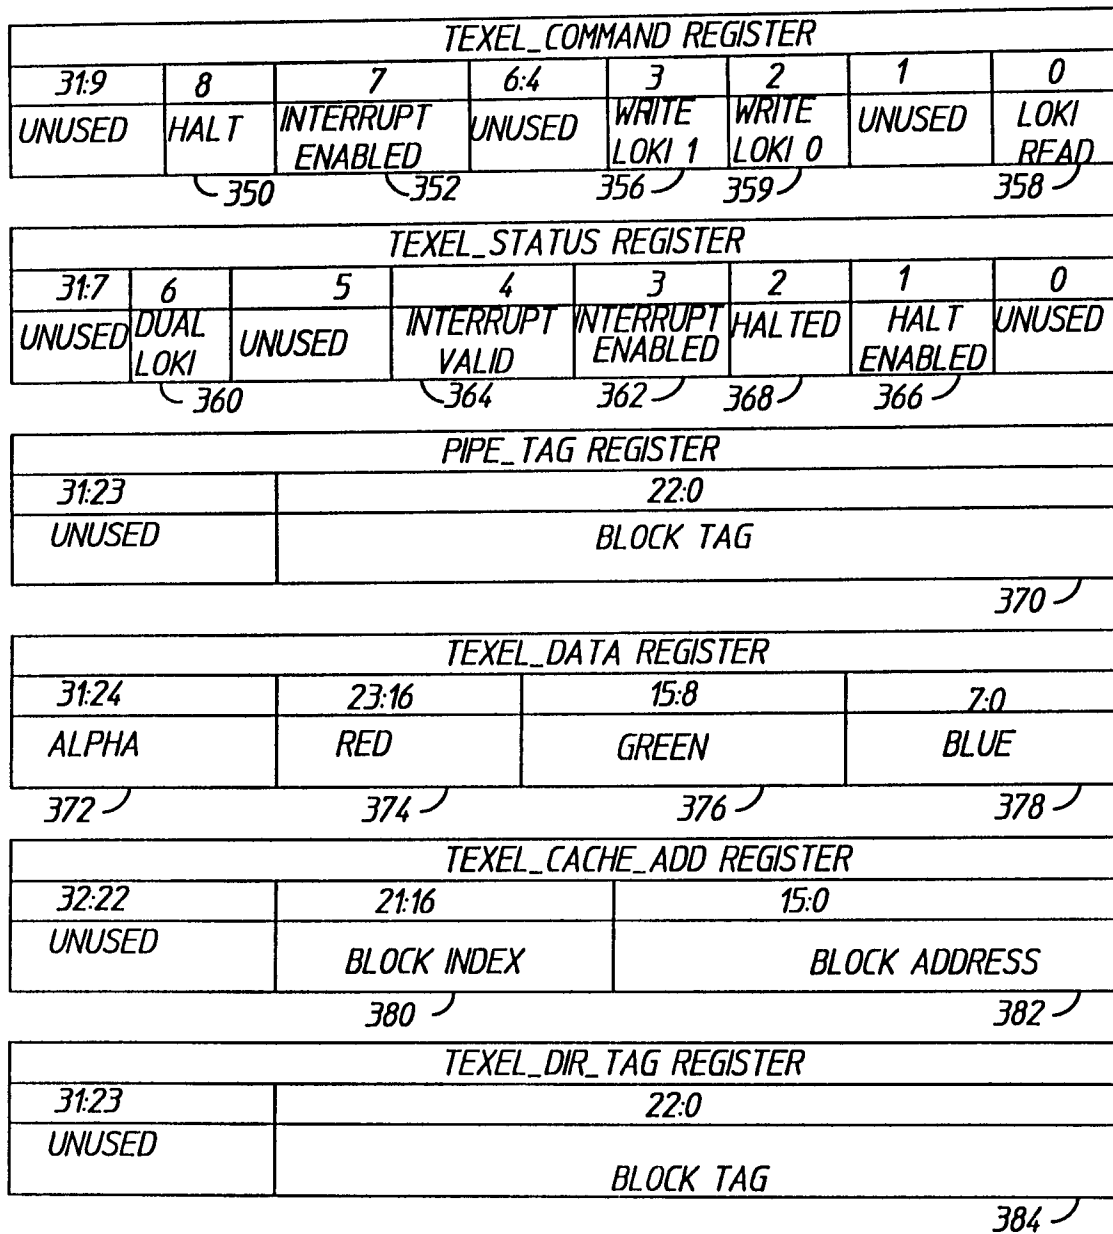 TEXEL_COMMAND REGISTER
31:9 8 7 6:4 3 2 1 0
UNUSED HALT INTERRUPT ENABLED UNUSED WRITE LOKI 1 WRITE LOKI 0 UNUSED LOKI READ
350 352 356 359 358
TEXEL_STATUS REGISTER
31:7 6 5 4 3 2 1 0
UNUSED DUAL LOKI UNUSED INTERRUPT VALID INTERRUPT ENABLED HALTED HALT ENABLED UNUSED
360 364 362 368 366
PIPE_TAG REGISTER
31:23 22:0
UNUSED BLOCK TAG
370
TEXEL_DATA REGISTER
31:24 23:16 15:8 7:0
ALPHA RED GREEN BLUE
372 374 376 378
TEXEL_CACHE_ADD REGISTER
32:22 21:16 15:0
UNUSED BLOCK INDEX BLOCK ADDRESS
380 382
TEXEL_DIR_TAG REGISTER
31:23 22:0
UNUSED BLOCK TAG
384